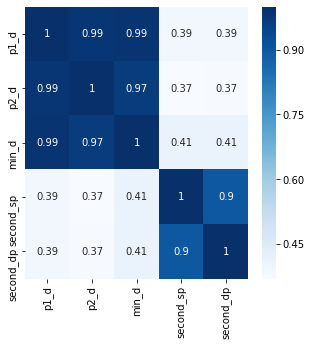 p1_d 1 0.99 0.99 0.39 0.39
p2_d 0.99 1 0.97 0.37 0.37
min_d 0.99 0.97 1 0.41 0.41
second_sp 0.39 0.37 0.41 1 0.9
second_dp 0.39 0.37 0.41 0.9 1
p1_d p2_d min_d second_sp second_dp
0.90
0.75
0.60
0.45